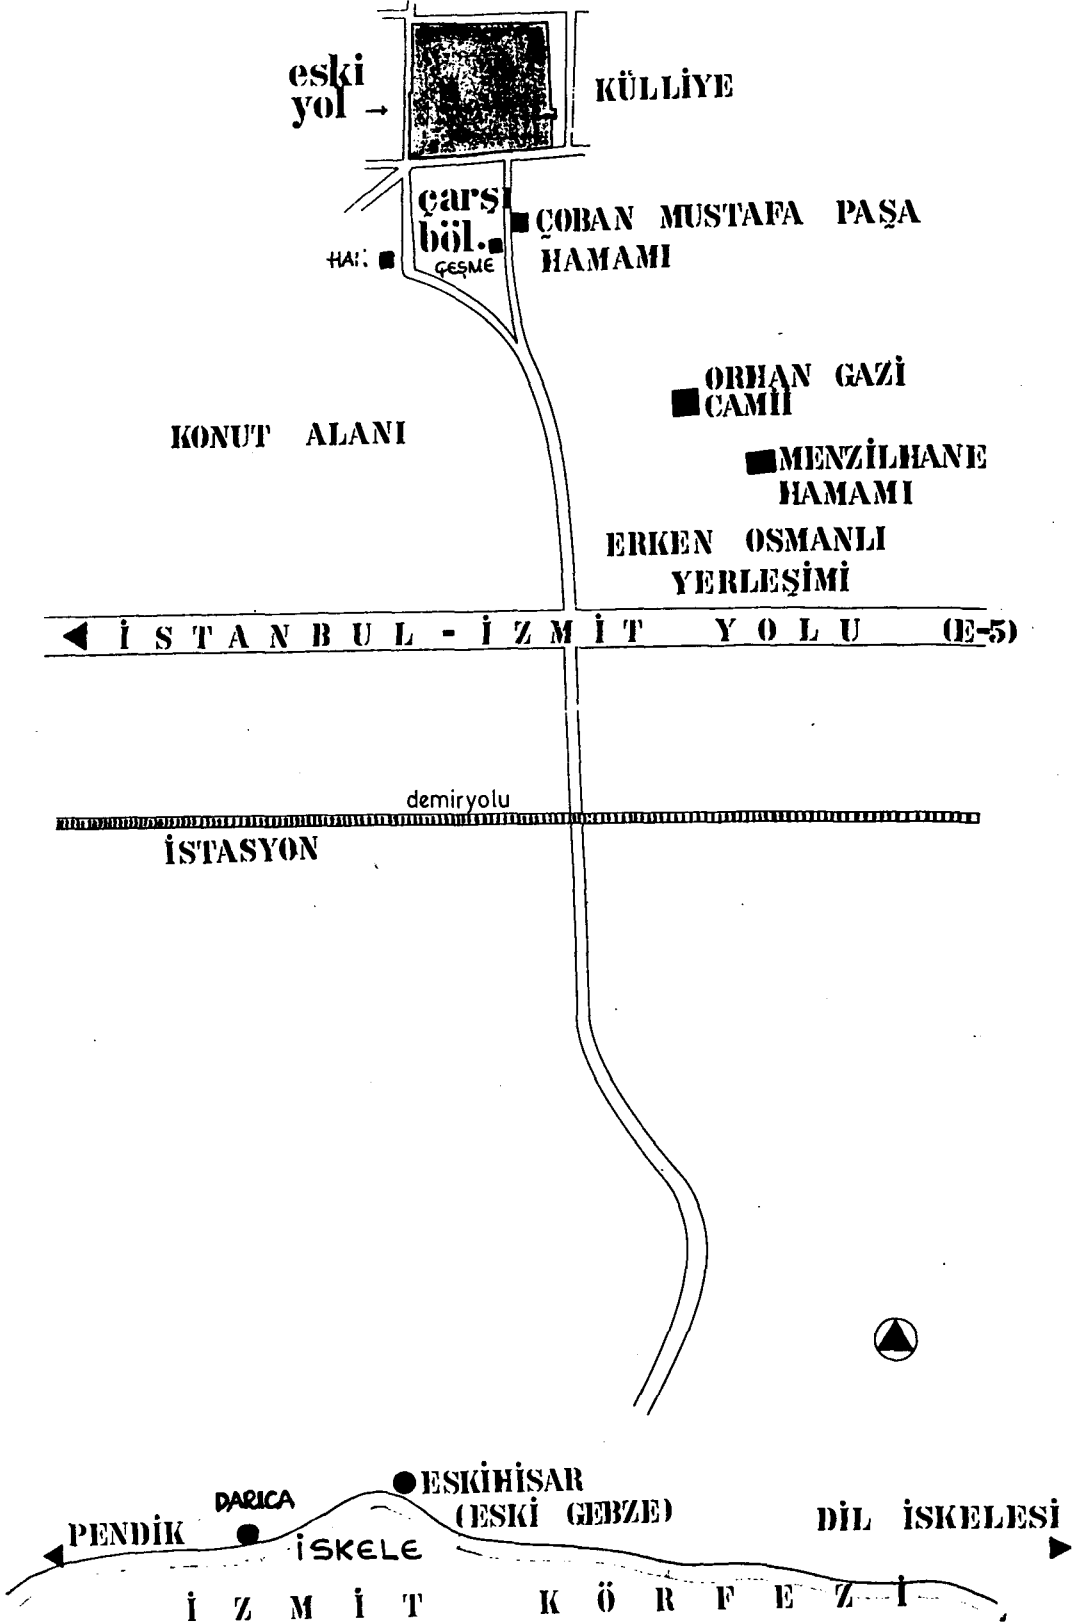 eski
yol →
KÜLLİYE
çarşı
böl.
ÇEŞME
ÇOBAN MUSTAFA PAŞA
HAMAMI
ORHAN GAZİ
CAMİİ
KONUT ALANI
MENZİLHANE
HAMAMI
ERKEN OSMANLI
YERLEŞİMİ
İSTANBUL-İZMİT YOLU (E-5)
demiryolu
İSTASYON
ESKİHİSAR
(ESKİ GEBZE)
DARICA
PENDİK
İSKELE
DİL İSKELESİ
İZMİT KÖRFEZİ